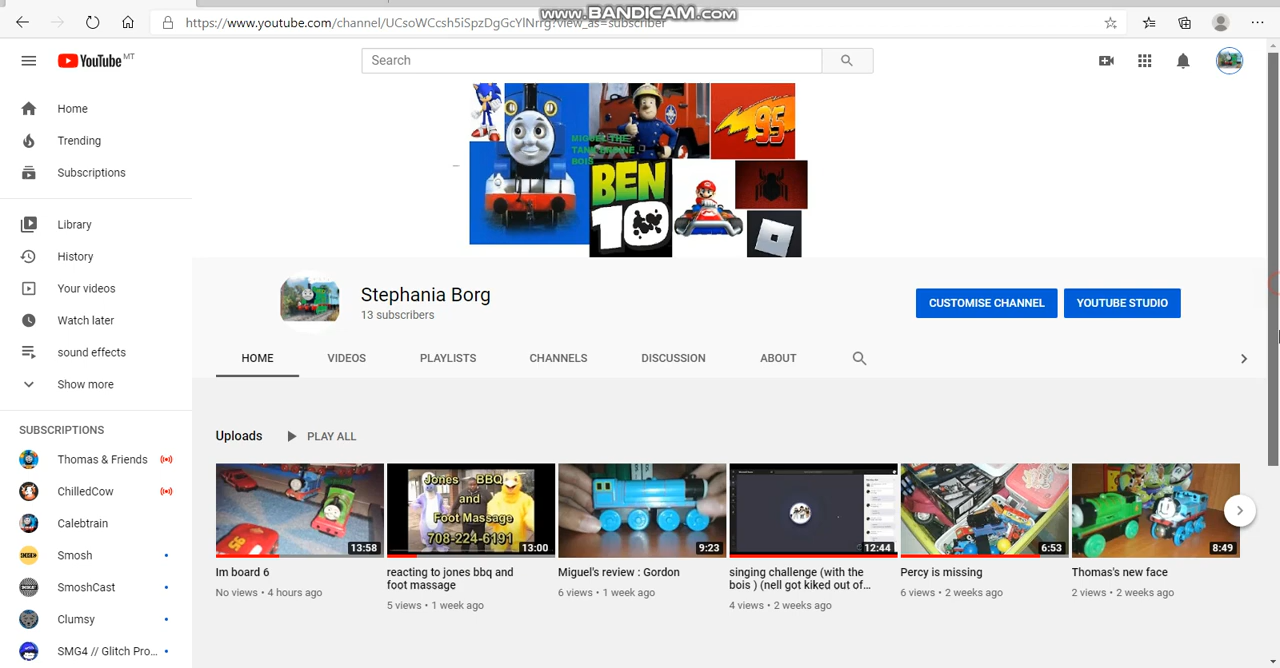 www.BANDICAM.com
https://www.youtube.com/channel/UCsoWCcsh5iSpzDgGcYlNrrg?view_as=subscriber
YouTube MT
Search
Home
Trending
Subscriptions
Library
History
Your videos
Watch later
sound effects
Show more
SUBSCRIPTIONS
Thomas & Friends
ChilledCow
Calebtrain
Smosh
SmoshCast
Clumsy
SMG4 // Glitch Pro...
MIGUEL THE
TANK ENGINE
BOIS
95
BEN
10
Stephania Borg
13 subscribers
CUSTOMISE CHANNEL
YOUTUBE STUDIO
HOME
VIDEOS
PLAYLISTS
CHANNELS
DISCUSSION
ABOUT
Uploads
PLAY ALL
13:58
Im board 6
No views • 4 hours ago
Jones BBQ
and
Foot Massage
708-224-6191
13:00
reacting to jones bbq and
foot massage
5 views • 1 week ago
9:23
Miguel's review : Gordon
6 views • 1 week ago
12:44
singing challenge (with the
bois ) (nell got kiked out of...
4 views • 2 weeks ago
6:53
Percy is missing
6 views • 2 weeks ago
8:49
Thomas's new face
2 views • 2 weeks ago